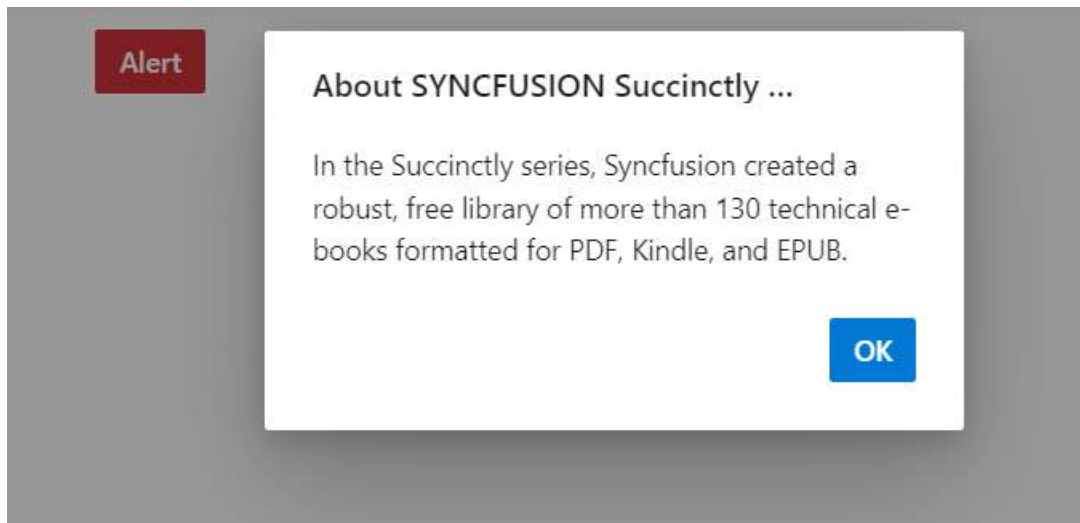 Alert
About SYNCFUSION Succinctly ...
In the Succinctly series, Syncfusion created a
robust, free library of more than 130 technical e-
books formatted for PDF, Kindle, and EPUB.
OK